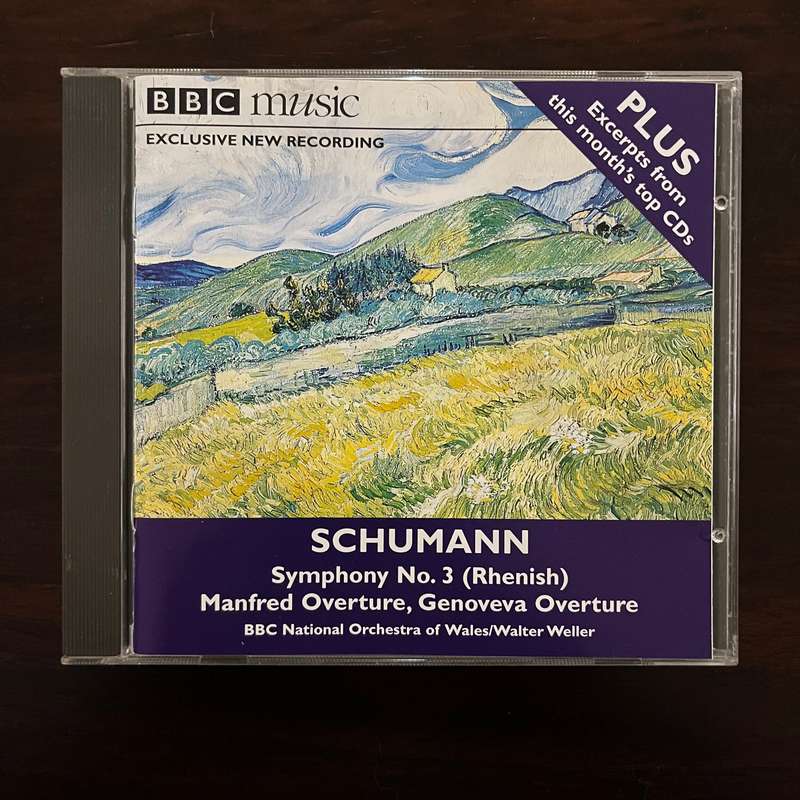 BBC music
EXCLUSIVE NEW RECORDING
PLUS
Excerpts from
this month's top CDs
SCHUMANN
Symphony No. 3 (Rhenish)
Manfred Overture, Genoveva Overture
BBC National Orchestra of Wales/Walter Weller